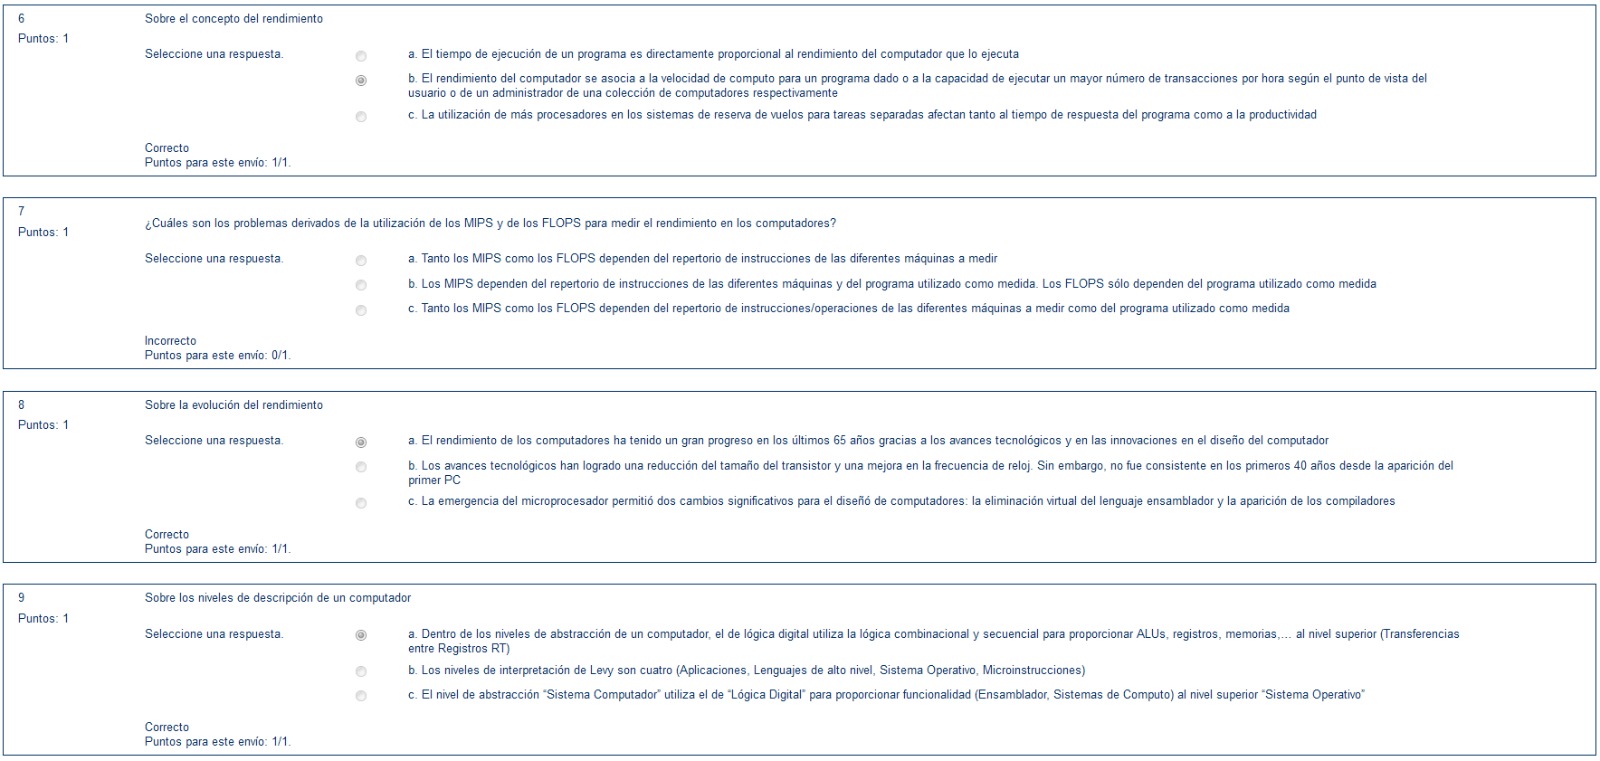 6
Sobre el concepto del rendimiento
Puntos: 1
Seleccione una respuesta.
a. El tiempo de ejecución de un programa es directamente proporcional al rendimiento del computador que lo ejecuta
b. El rendimiento del computador se asocia a la velocidad de computo para un programa dado o a la capacidad de ejecutar un mayor número de transacciones por hora según el punto de vista del
usuario o de un administrador de una colección de computadores respectivamente
c. La utilización de más procesadores en los sistemas de reserva de vuelos para tareas separadas afectan tanto al tiempo de respuesta del programa como a la productividad
Correcto
Puntos para este envío: 1/1.
7
Puntos: 1
¿Cuáles son los problemas derivados de la utilización de los MIPS y de los FLOPS para medir el rendimiento en los computadores?
Seleccione una respuesta.
a. Tanto los MIPS como los FLOPS dependen del repertorio de instrucciones de las diferentes máquinas a medir
b. Los MIPS dependen del repertorio de instrucciones de las diferentes máquinas y del programa utilizado como medida. Los FLOPS sólo dependen del programa utilizado como medida
c. Tanto los MIPS como los FLOPS dependen del repertorio de instrucciones/operaciones de las diferentes máquinas a medir como del programa utilizado como medida
Incorrecto
Puntos para este envío: 0/1.
8
Sobre la evolución del rendimiento
Puntos: 1
Seleccione una respuesta.
a. El rendimiento de los computadores ha tenido un gran progreso en los últimos 65 años gracias a los avances tecnológicos y en las innovaciones en el diseño del computador
b. Los avances tecnológicos han logrado una reducción del tamaño del transistor y una mejora en la frecuencia de reloj. Sin embargo, no fue consistente en los primeros 40 años desde la aparición del
primer PC
c. La emergencia del microprocesador permitió dos cambios significativos para el diseñó de computadores: la eliminación virtual del lenguaje ensamblador y la aparición de los compiladores
Correcto
Puntos para este envío: 1/1.
9
Sobre los niveles de descripción de un computador
Puntos: 1
Seleccione una respuesta.
a. Dentro de los niveles de abstracción de un computador, el de lógica digital utiliza la lógica combinacional y secuencial para proporcionar ALUs, registros, memorias,… al nivel superior (Transferencias
entre Registros RT)
b. Los niveles de interpretación de Levy son cuatro (Aplicaciones, Lenguajes de alto nivel, Sistema Operativo, Microinstrucciones)
c. El nivel de abstracción “Sistema Computador” utiliza el de “Lógica Digital” para proporcionar funcionalidad (Ensamblador, Sistemas de Computo) al nivel superior “Sistema Operativo”
Correcto
Puntos para este envío: 1/1.